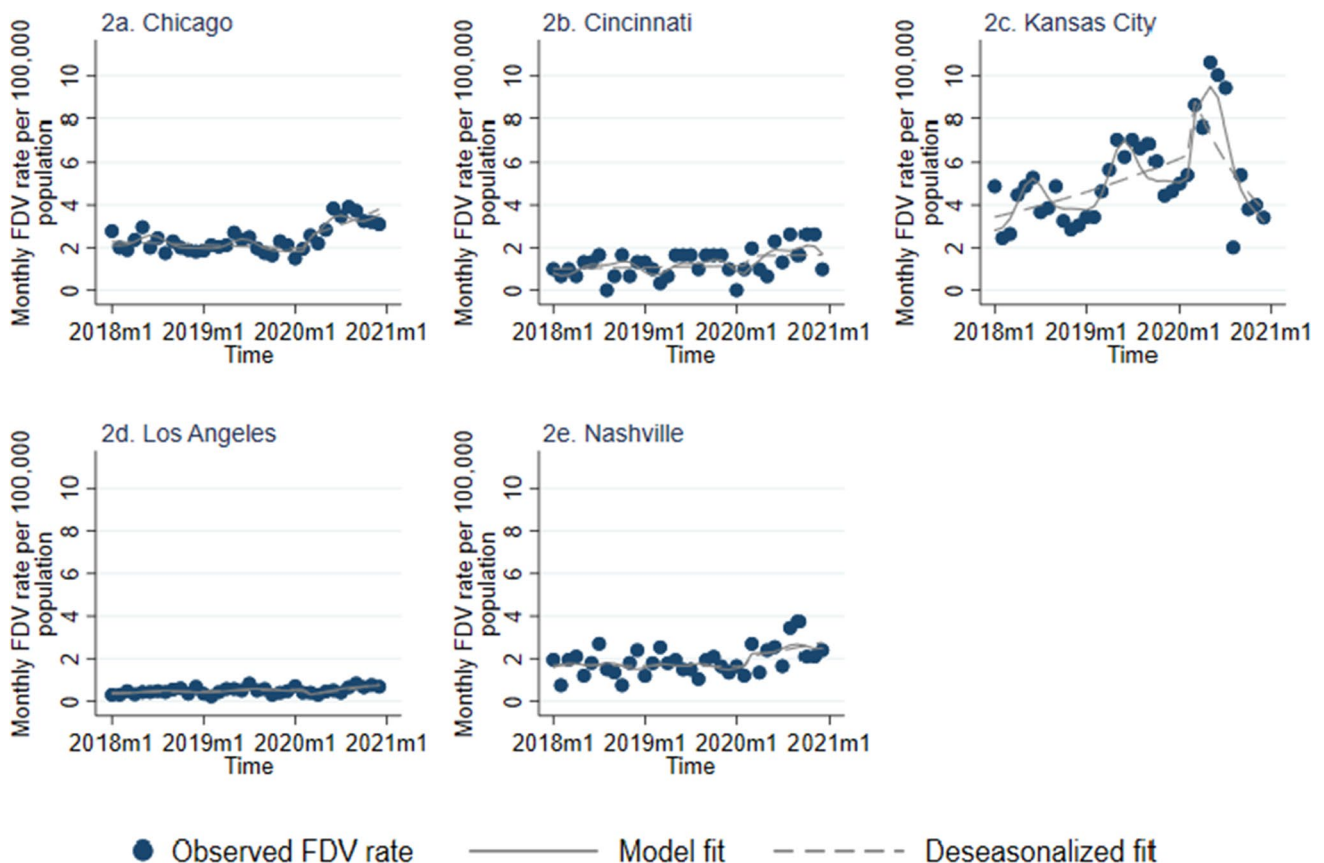 2a. Chicago
Monthly FDV rate per 100,000
population
0 2 4 6 8 10
2018m1 2019m1 2020m1 2021m1
Time
2b. Cincinnati
Monthly FDV rate per 100,000
population
0 2 4 6 8 10
2018m1 2019m1 2020m1 2021m1
Time
2c. Kansas City
Monthly FDV rate per 100,000
population
0 2 4 6 8 10
2018m1 2019m1 2020m1 2021m1
Time
2d. Los Angeles
Monthly FDV rate per 100,000
population
0 2 4 6 8 10
2018m1 2019m1 2020m1 2021m1
Time
2e. Nashville
Monthly FDV rate per 100,000
population
0 2 4 6 8 10
2018m1 2019m1 2020m1 2021m1
Time
Observed FDV rate Model fit Deseasonalized fit